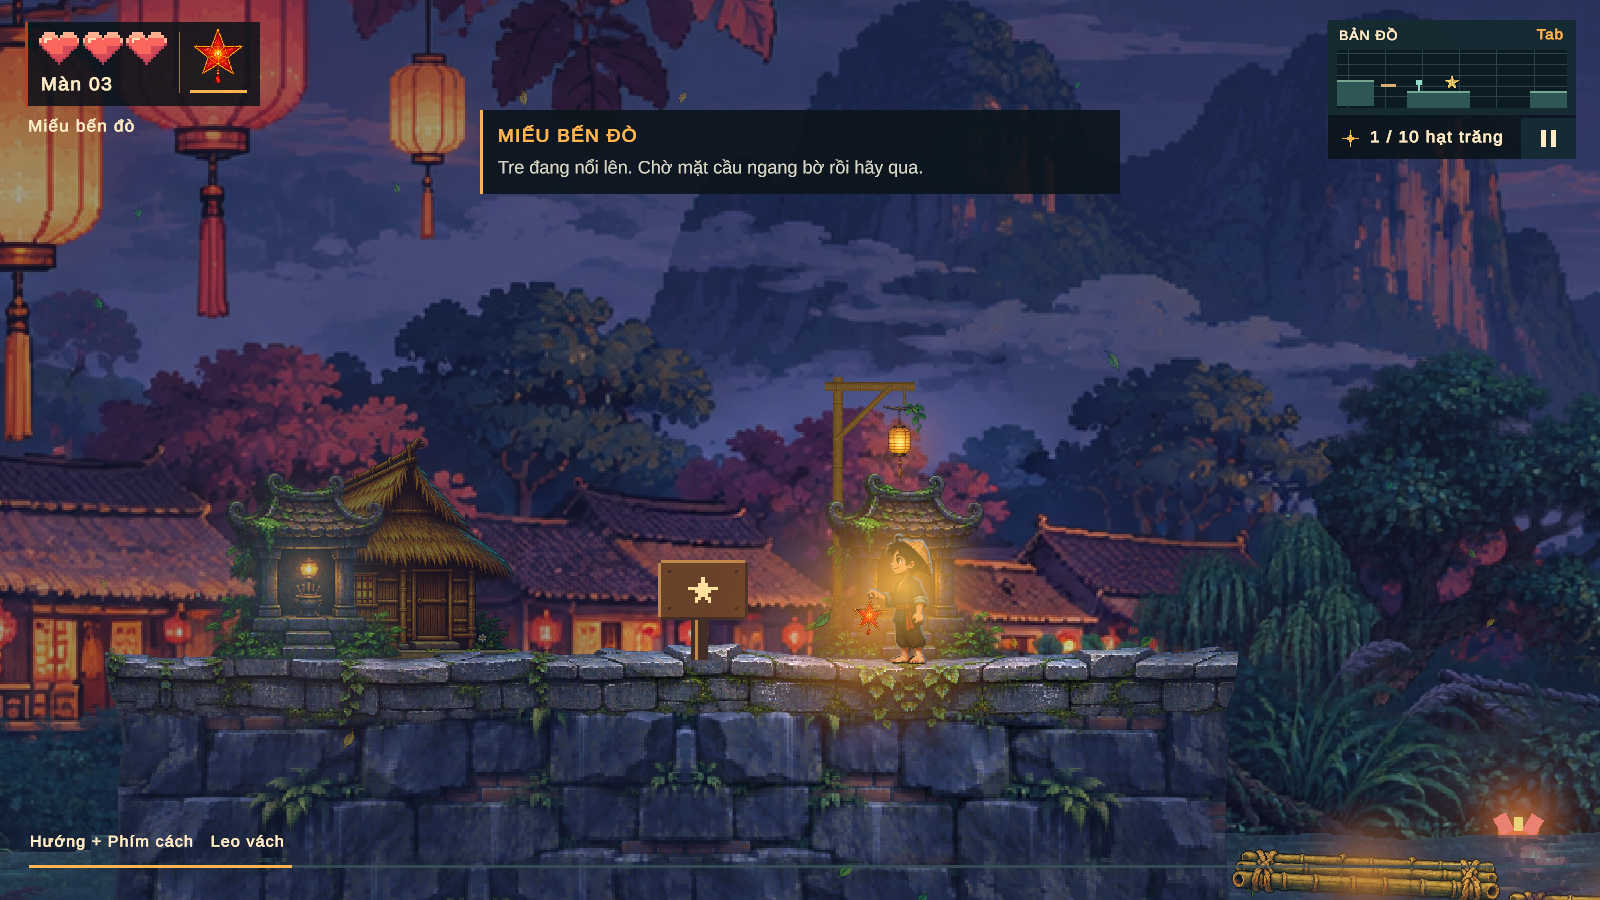 Màn 03
Miếu bến đò
MIẾU BẾN ĐÒ
Tre đang nổi lên. Chờ mặt cầu ngang bờ rồi hãy qua.
BẢN ĐỒ Tab
1 / 10 hạt trăng
Hướng + Phím cách Leo vách